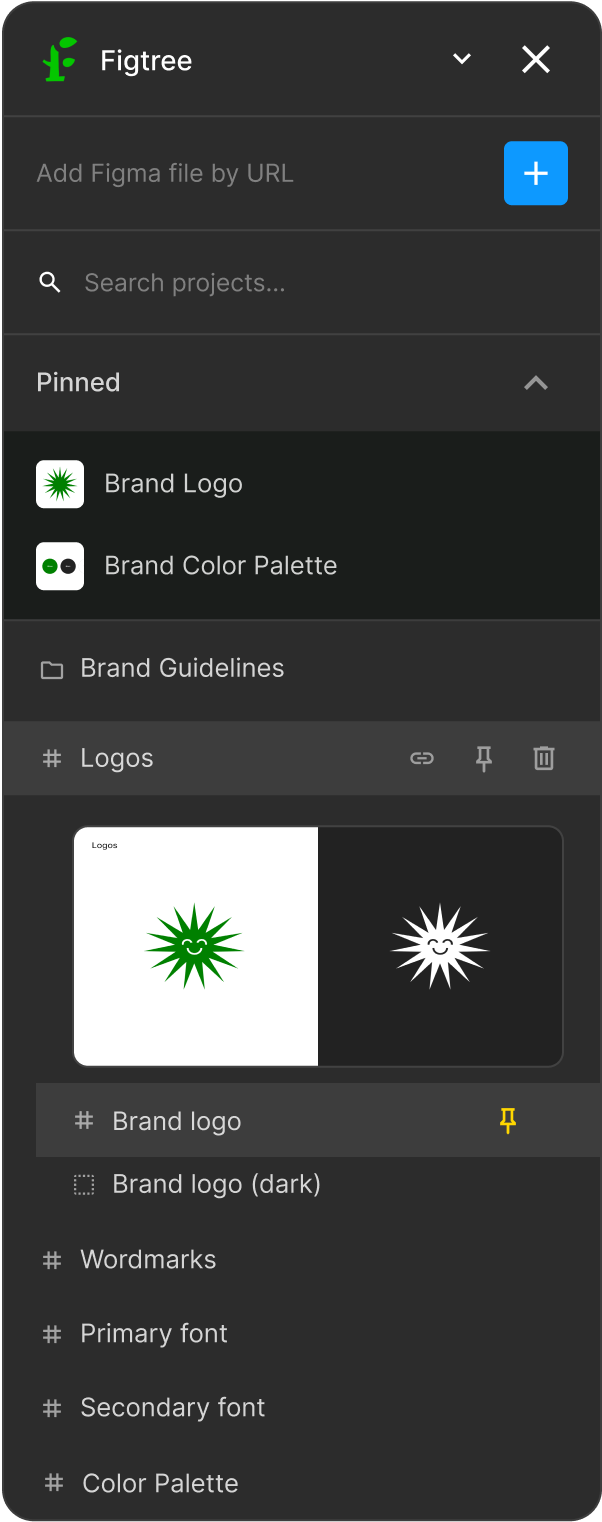 Figtree
Add Figma file by URL
Search projects...
Pinned
Brand Logo
Brand Color Palette
Brand Guidelines
Logos
Logos
Brand logo
Brand logo (dark)
Wordmarks
Primary font
Secondary font
Color Palette